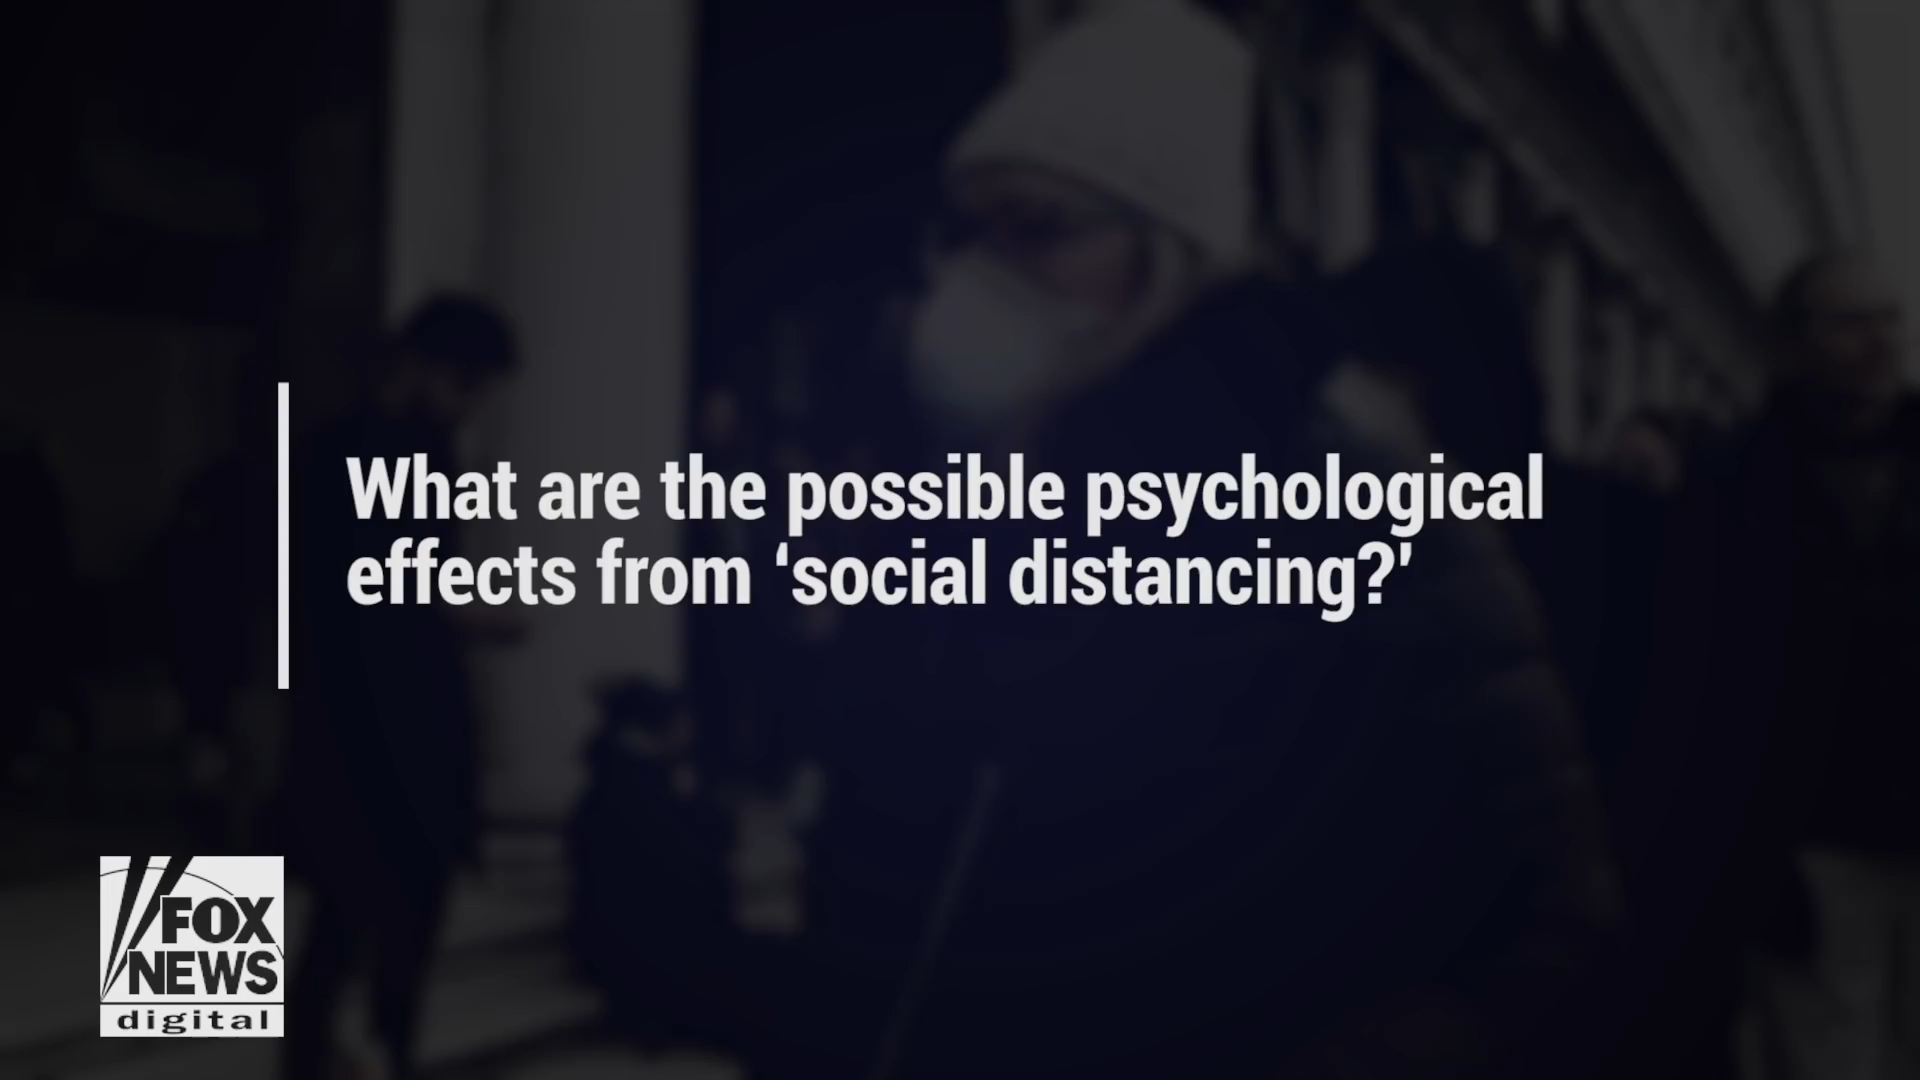 What are the possible psychological
effects from ‘social distancing?’
FOX
NEWS
digital